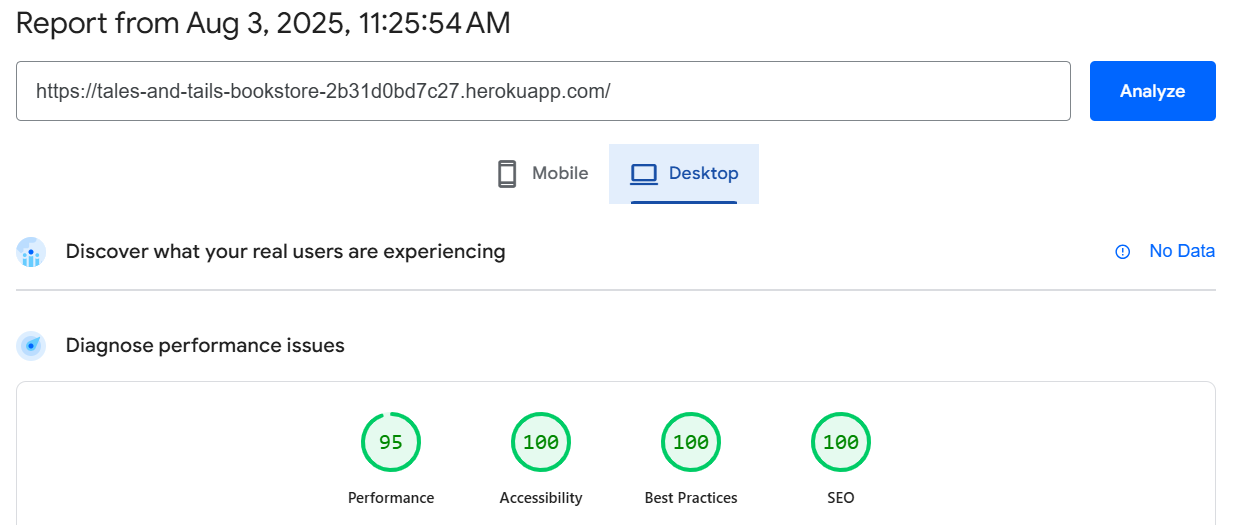 Report from Aug 3, 2025, 11:25:54 AM
https://tales-and-tails-bookstore-2b31d0bd7c27.herokuapp.com/
Analyze
Mobile
Desktop
Discover what your real users are experiencing
No Data
Diagnose performance issues
95
100
100
100
Performance
Accessibility
Best Practices
SEO